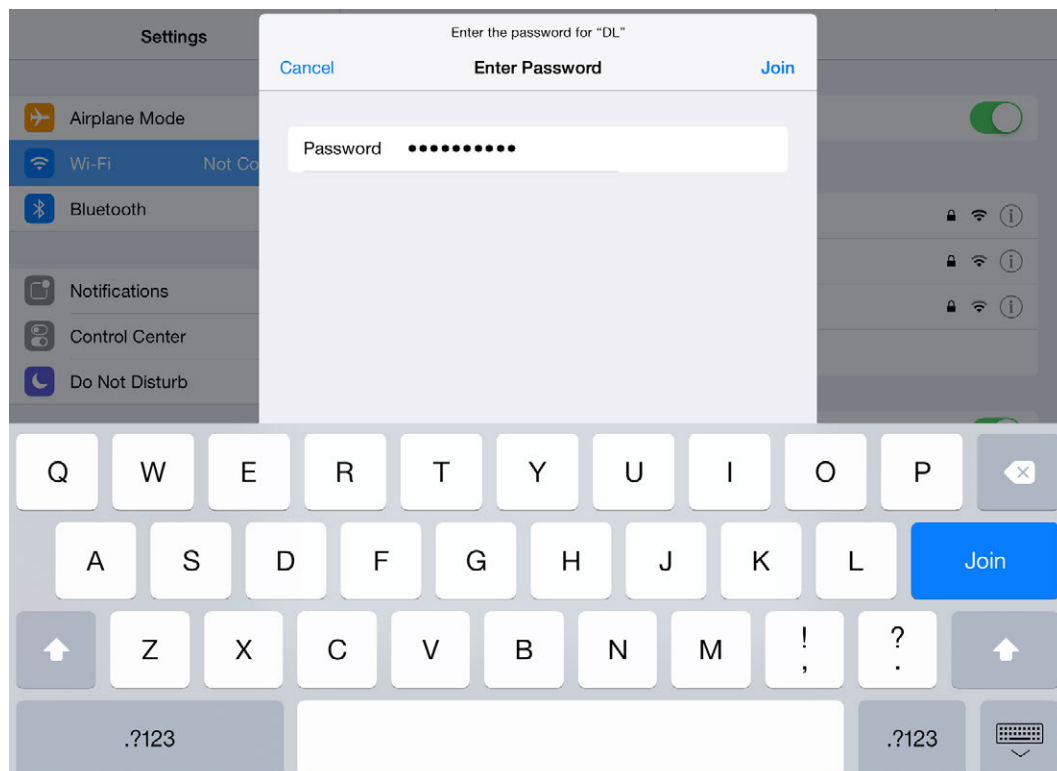 Enter the password for “DL”
Settings
Cancel
Enter Password
Join
Airplane Mode
Password ••••••••••
Wi-Fi Not Co
Bluetooth
Notifications
Control Center
Do Not Disturb
Q W E R T Y U I O P
A S D F G H J K L Join
Z X C V B N M ! , ? .
.?123 .?123